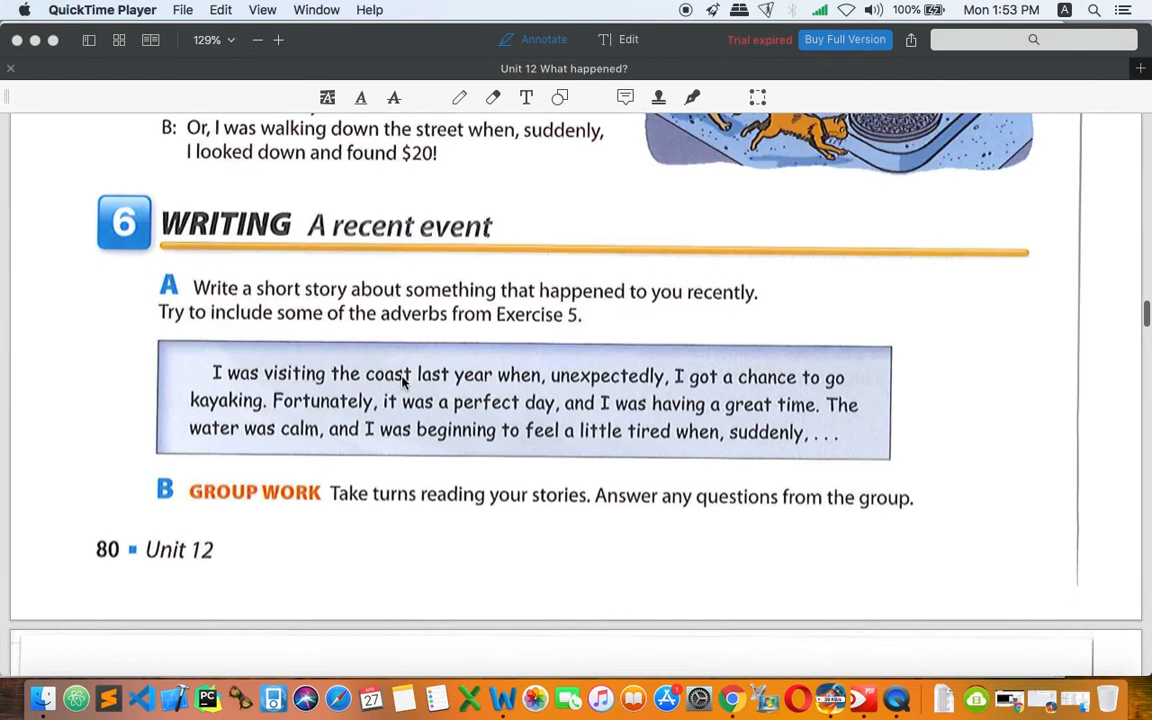 QuickTime Player File Edit View Window Help 100% Mon 1:53 PM A
129% Annotate Edit Trial expired Buy Full Version
Unit 12 What happened?
B: Or, I was walking down the street when, suddenly,
I looked down and found $20!
6 WRITING A recent event
A Write a short story about something that happened to you recently.
Try to include some of the adverbs from Exercise 5.
I was visiting the coast last year when, unexpectedly, I got a chance to go
kayaking. Fortunately, it was a perfect day, and I was having a great time. The
water was calm, and I was beginning to feel a little tired when, suddenly, . . .
B GROUP WORK Take turns reading your stories. Answer any questions from the group.
80 ▪ Unit 12